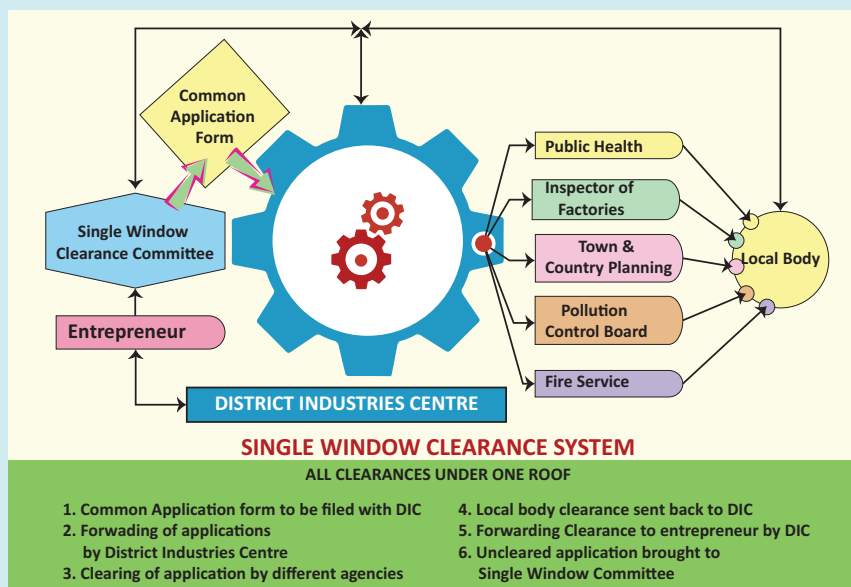 Common
Application
Form
Single Window
Clearance Committee
Entrepreneur
Public Health
Inspector of
Factories
Town &
Country Planning
Pollution
Control Board
Fire Service
Local Body
DISTRICT INDUSTRIES CENTRE
SINGLE WINDOW CLEARANCE SYSTEM
ALL CLEARANCES UNDER ONE ROOF
1. Common Application form to be filed with DIC
2. Forwading of applications
by District Industries Centre
3. Clearing of application by different agencies
4. Local body clearance sent back to DIC
5. Forwarding Clearance to entrepreneur by DIC
6. Uncleared application brought to
Single Window Committee